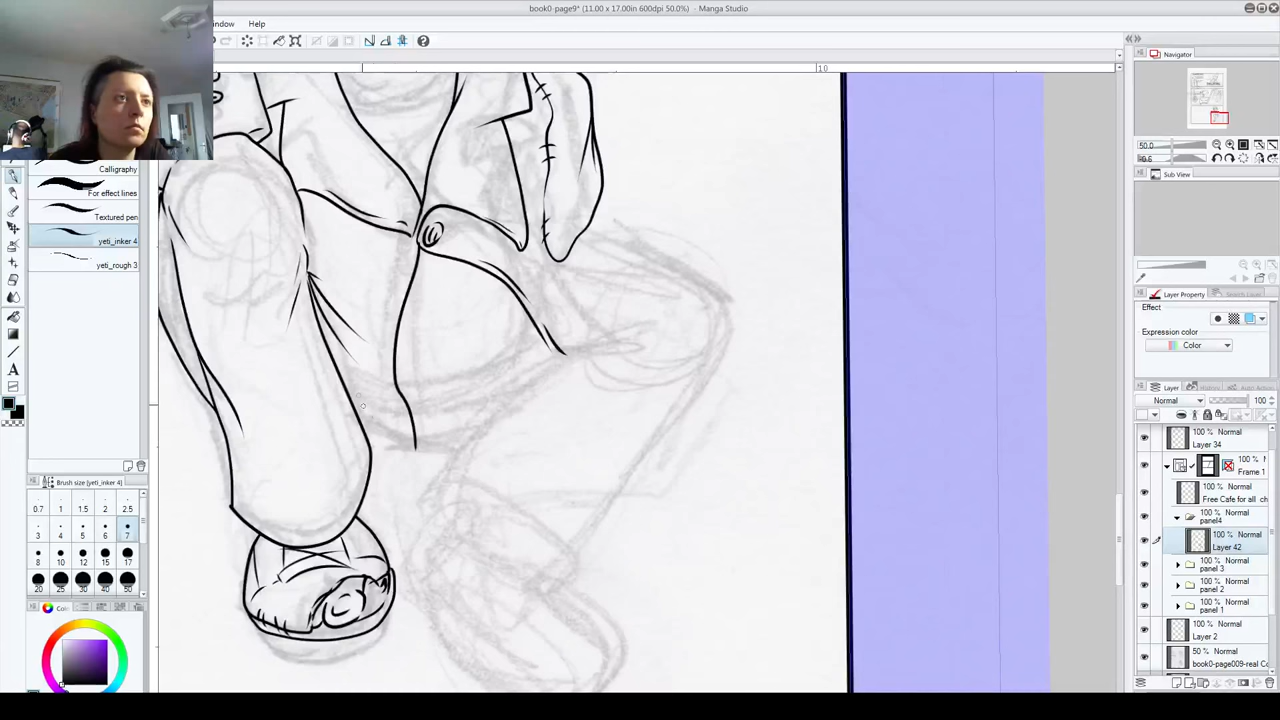 book0-page9* (11.00 x 17.00in 600dpi 50.0%) - Manga Studio
Help
10
Calligraphy
For effect lines
Textured pen
yeti_inker 4
yeti_rough 3
Brush size (yeti_inker 4)
0.7 1 1.5 2 2.5
3 4 5 6 7
8 10 12 15 17
20 25 30 40 50
Navigator
50.0
Sub View
Layer Property
Effect
Expression color
Color
Layer
Normal 100
100 % Normal
Layer 34
100 % Normal
Frame 1
100 % Normal
Free Cafe for all
100 % Normal
panel4
100 % Normal
Layer 42
100 % Normal
panel 3
100 % Normal
panel 2
100 % Normal
panel 1
100 % Normal
Layer 2
50 % Normal